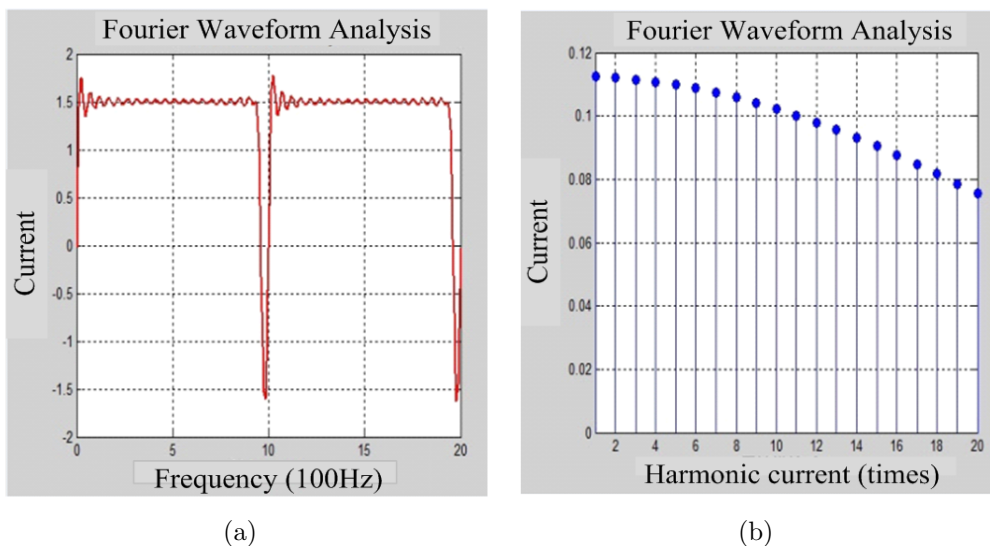 Fourier Waveform Analysis
2
1.5
1
0.5
0
-0.5
-1
-1.5
-2
Current
0 5 10 15 20
Frequency (100Hz)
(a)
Fourier Waveform Analysis
0.12
0.1
0.08
0.06
0.04
0.02
0
Current
2 4 6 8 10 12 14 16 18 20
Harmonic current (times)
(b)